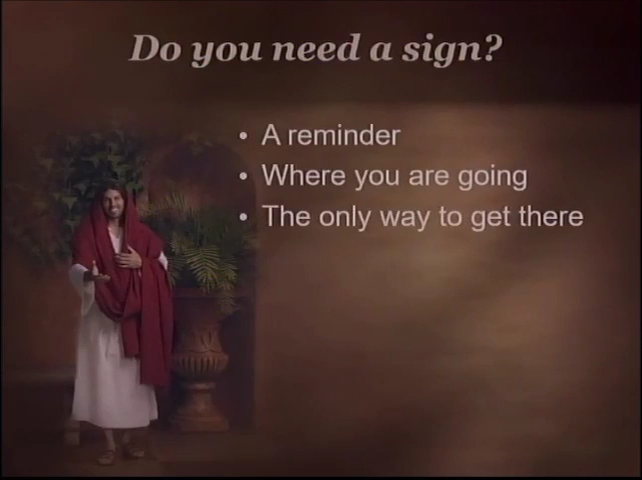 Do you need a sign?
• A reminder
• Where you are going
• The only way to get there